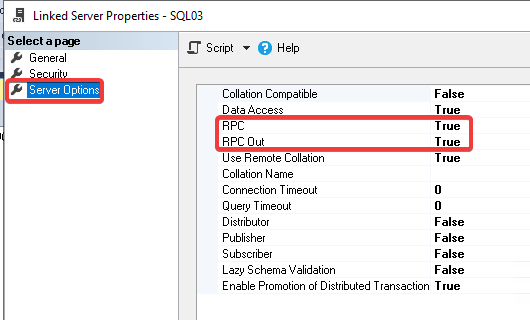 Linked Server Properties - SQL03
Select a page
General
Security
Server Options
Script Help
Collation Compatible False
Data Access True
RPC True
RPC Out True
Use Remote Collation True
Collation Name
Connection Timeout 0
Query Timeout 0
Distributor False
Publisher False
Subscriber False
Lazy Schema Validation False
Enable Promotion of Distributed Transaction True